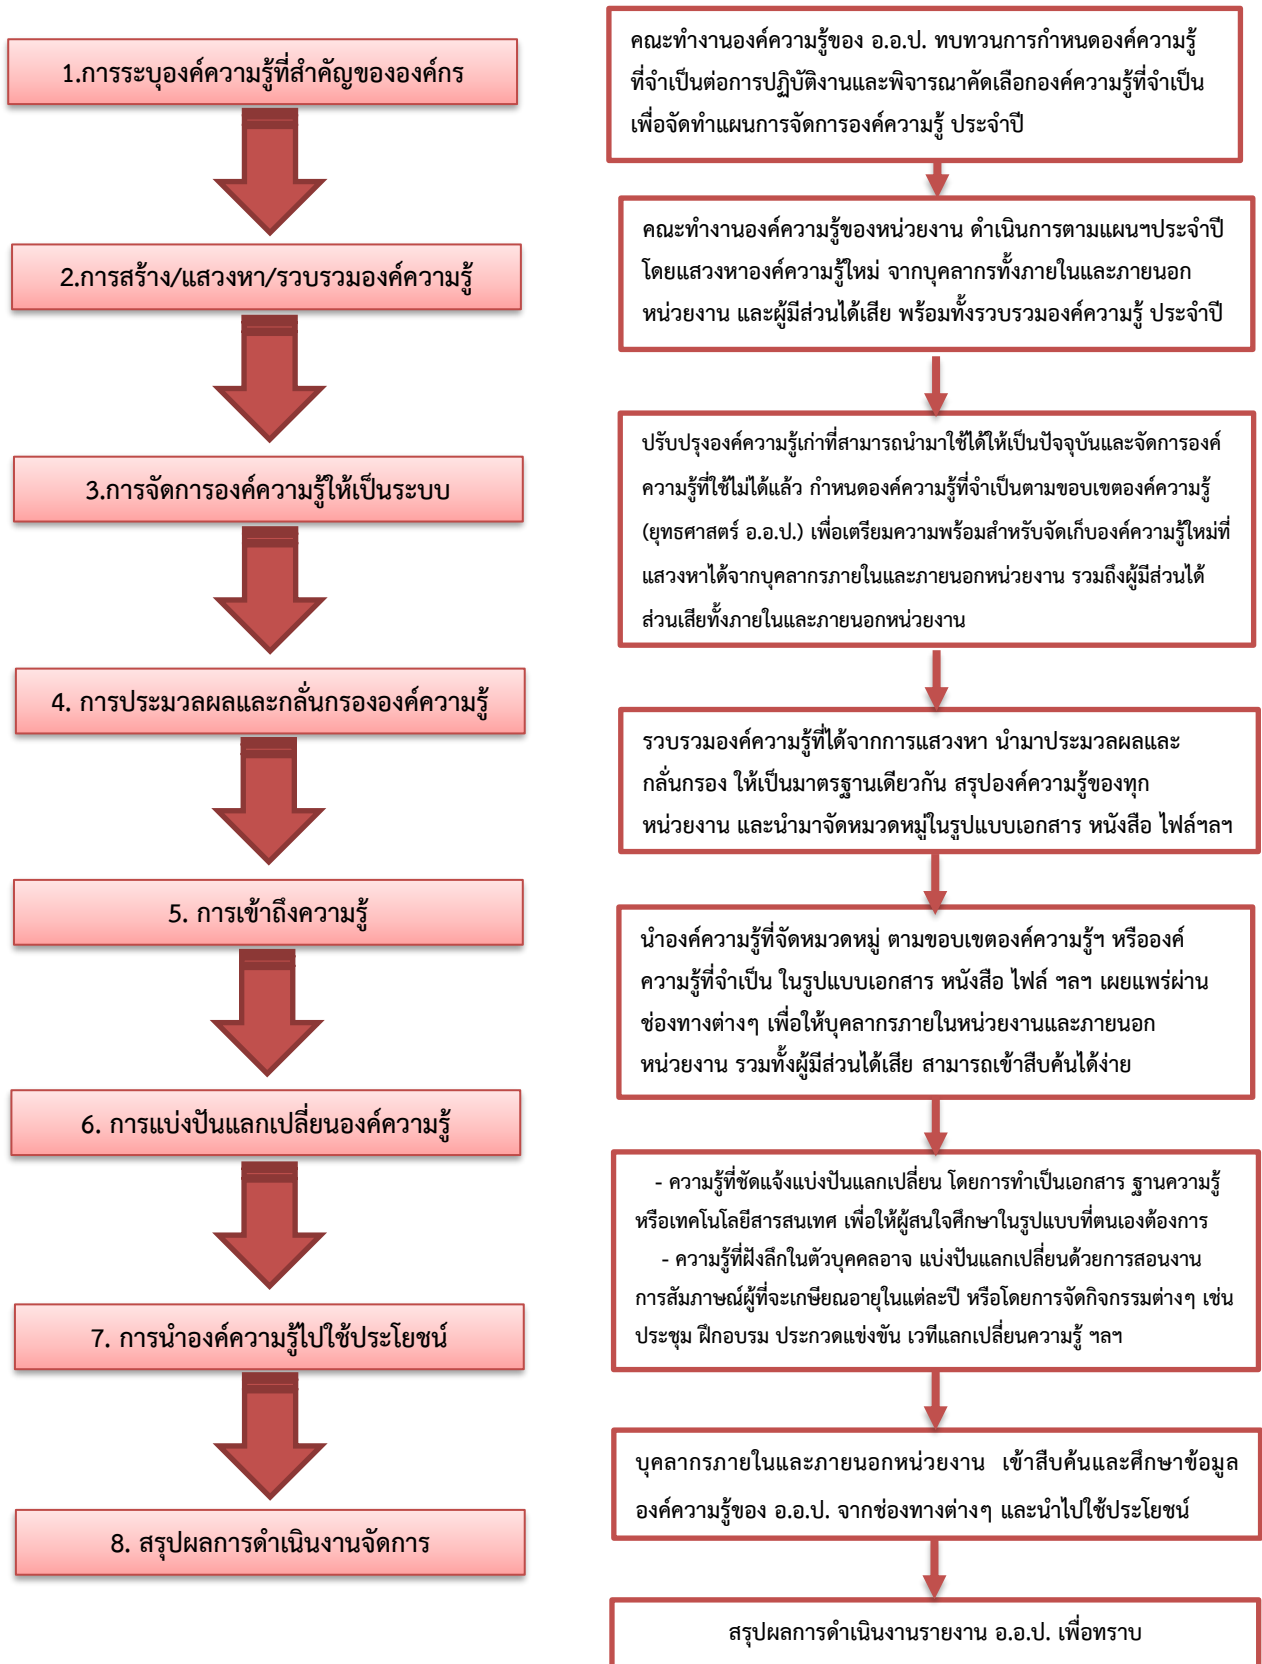 1.การระบุองค์ความรู้ที่สำคัญขององค์กร
2.การสร้าง/แสวงหา/รวบรวมองค์ความรู้
3.การจัดการองค์ความรู้ให้เป็นระบบ
4. การประมวลผลและกลั่นกรององค์ความรู้
5. การเข้าถึงความรู้
6. การแบ่งปันแลกเปลี่ยนองค์ความรู้
7. การนำองค์ความรู้ไปใช้ประโยชน์
8. สรุปผลการดำเนินงานจัดการ
คณะทำงานองค์ความรู้ของ อ.อ.ป. ทบทวนการกำหนดองค์ความรู้
ที่จำเป็นต่อการปฏิบัติงานและพิจารณาคัดเลือกองค์ความรู้ที่จำเป็น
เพื่อจัดทำแผนการจัดการองค์ความรู้ ประจำปี
คณะทำงานองค์ความรู้ของหน่วยงาน ดำเนินการตามแผนฯประจำปี
โดยแสวงหาองค์ความรู้ใหม่ จากบุคลากรทั้งภายในและภายนอก
หน่วยงาน และผู้มีส่วนได้เสีย พร้อมทั้งรวบรวมองค์ความรู้ ประจำปี
ปรับปรุงองค์ความรู้เก่าที่สามารถนำมาใช้ได้ให้เป็นปัจจุบันและจัดการองค์
ความรู้ที่ใช้ไม่ได้แล้ว กำหนดองค์ความรู้ที่จำเป็นตามขอบเขตองค์ความรู้
(ยุทธศาสตร์ อ.อ.ป.) เพื่อเตรียมความพร้อมสำหรับจัดเก็บองค์ความรู้ใหม่ที่
แสวงหาได้จากบุคลากรภายในและภายนอกหน่วยงาน รวมถึงผู้มีส่วนได้
ส่วนเสียทั้งภายในและภายนอกหน่วยงาน
รวบรวมองค์ความรู้ที่ได้จากการแสวงหา นำมาประมวลผลและ
กลั่นกรอง ให้เป็นมาตรฐานเดียวกัน สรุปองค์ความรู้ของทุก
หน่วยงาน และนำมาจัดหมวดหมู่ในรูปแบบเอกสาร หนังสือ ไฟล์ฯลฯ
นำองค์ความรู้ที่จัดหมวดหมู่ ตามขอบเขตองค์ความรู้ฯ หรือองค์
ความรู้ที่จำเป็น ในรูปแบบเอกสาร หนังสือ ไฟล์ ฯลฯ เผยแพร่ผ่าน
ช่องทางต่างๆ เพื่อให้บุคลากรภายในหน่วยงานและภายนอก
หน่วยงาน รวมทั้งผู้มีส่วนได้เสีย สามารถเข้าสืบค้นได้ง่าย
- ความรู้ที่ชัดแจ้งแบ่งปันแลกเปลี่ยน โดยการทำเป็นเอกสาร ฐานความรู้
หรือเทคโนโลยีสารสนเทศ เพื่อให้ผู้สนใจศึกษาในรูปแบบที่ตนเองต้องการ
- ความรู้ที่ฝังลึกในตัวบุคคลอาจ แบ่งปันแลกเปลี่ยนด้วยการสอนงาน
การสัมภาษณ์ผู้ที่จะเกษียณอายุในแต่ละปี หรือโดยการจัดกิจกรรมต่างๆ เช่น
ประชุม ฝึกอบรม ประกวดแข่งขัน เวทีแลกเปลี่ยนความรู้ ฯลฯ
บุคลากรภายในและภายนอกหน่วยงาน เข้าสืบค้นและศึกษาข้อมูล
องค์ความรู้ของ อ.อ.ป. จากช่องทางต่างๆ และนำไปใช้ประโยชน์
สรุปผลการดำเนินงานรายงาน อ.อ.ป. เพื่อทราบ